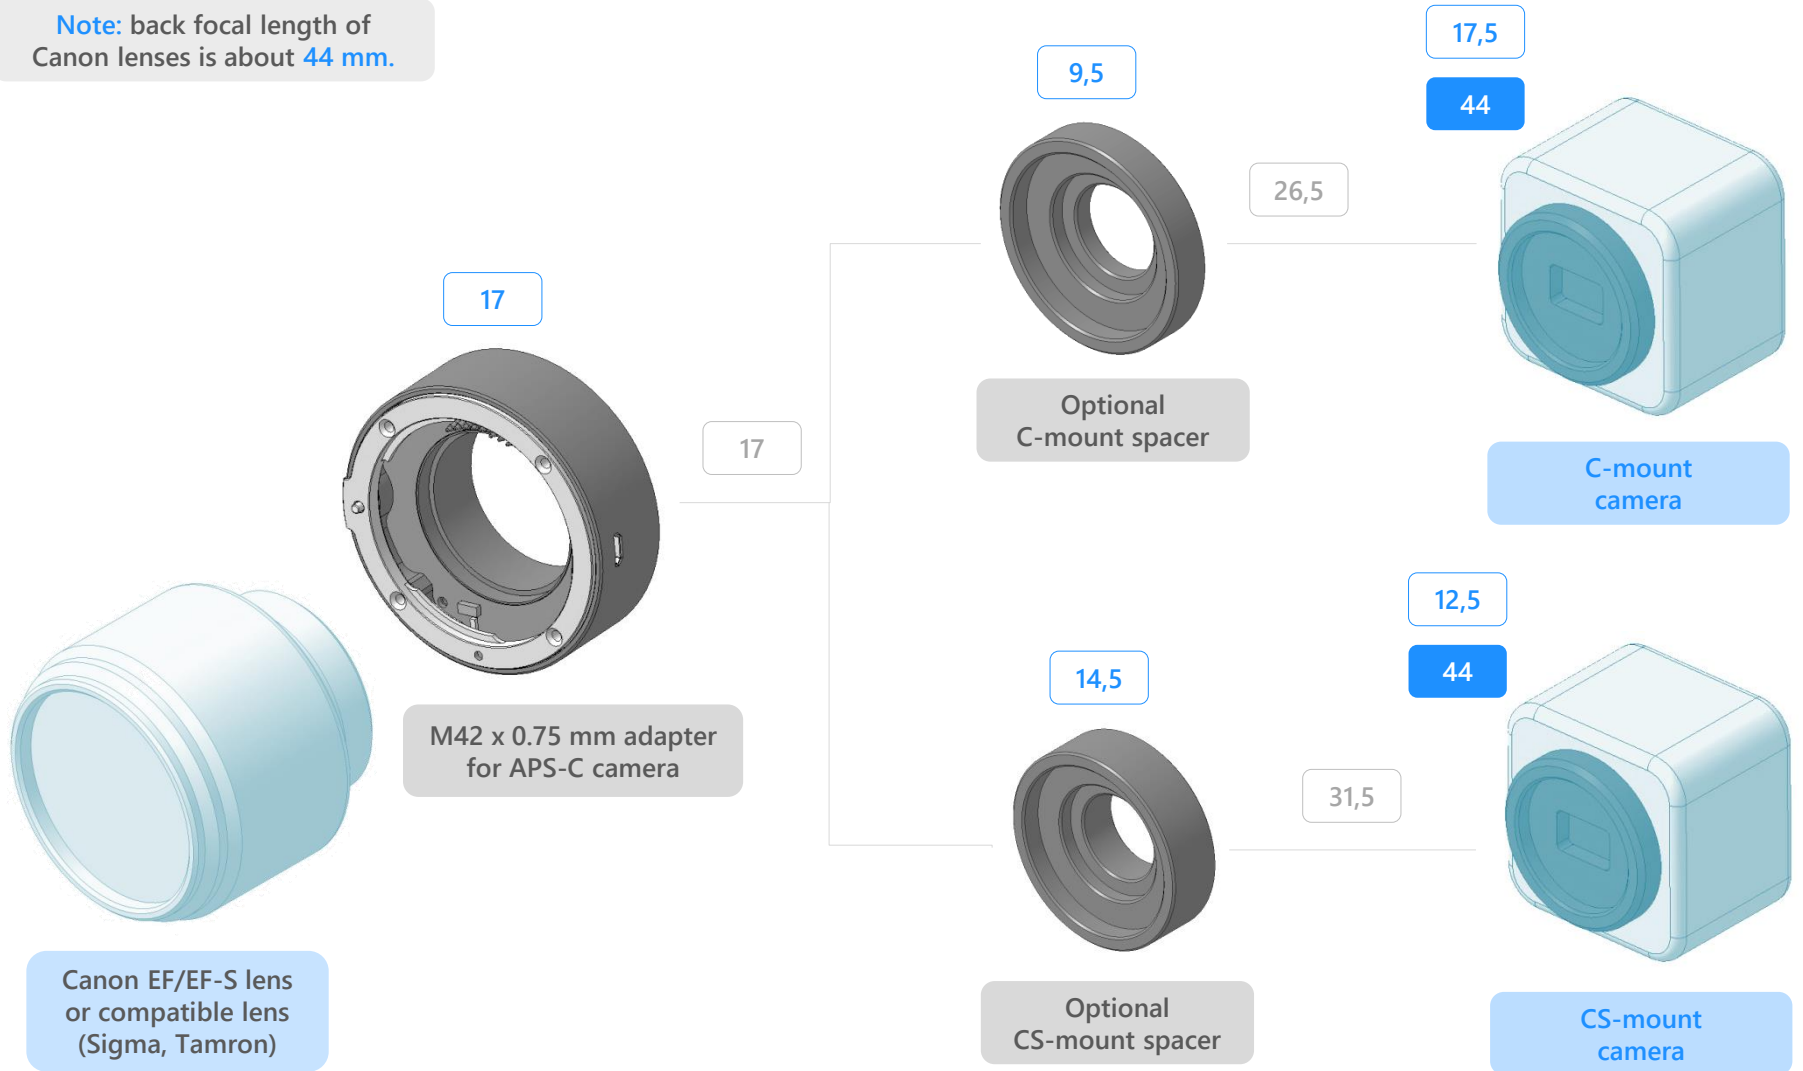 Note: back focal length of
Canon lenses is about 44 mm.
17,5
44
9,5
26,5
17
17
Optional
C-mount spacer
C-mount
camera
12,5
44
14,5
31,5
M42 x 0.75 mm adapter
for APS-C camera
Canon EF/EF-S lens
or compatible lens
(Sigma, Tamron)
Optional
CS-mount spacer
CS-mount
camera